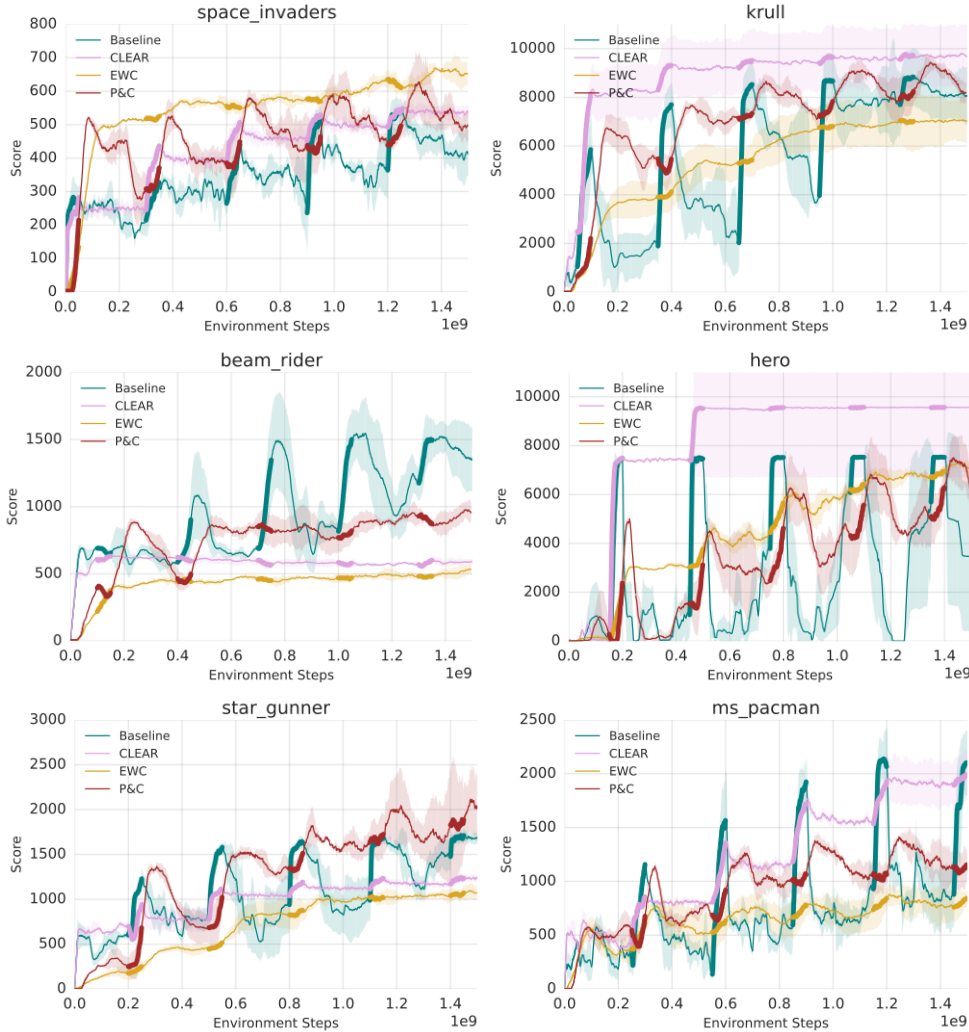 space_invaders
800
700
600
500
400
300
200
100
0
Score
Baseline
CLEAR
EWC
P&C
0.0 0.2 0.4 0.6 0.8 1.0 1.2 1.4
Environment Steps 1e9
krull
10000
8000
6000
4000
2000
0
Score
Baseline
CLEAR
EWC
P&C
0.0 0.2 0.4 0.6 0.8 1.0 1.2 1.4
Environment Steps 1e9
beam_rider
2000
1500
1000
500
0
Score
Baseline
CLEAR
EWC
P&C
0.0 0.2 0.4 0.6 0.8 1.0 1.2 1.4
Environment Steps 1e9
hero
10000
8000
6000
4000
2000
0
Score
Baseline
CLEAR
EWC
P&C
0.0 0.2 0.4 0.6 0.8 1.0 1.2 1.4
Environment Steps 1e9
star_gunner
3000
2500
2000
1500
1000
500
0
Score
Baseline
CLEAR
EWC
P&C
0.0 0.2 0.4 0.6 0.8 1.0 1.2 1.4
Environment Steps 1e9
ms_pacman
2500
2000
1500
1000
500
0
Score
Baseline
CLEAR
EWC
P&C
0.0 0.2 0.4 0.6 0.8 1.0 1.2 1.4
Environment Steps 1e9